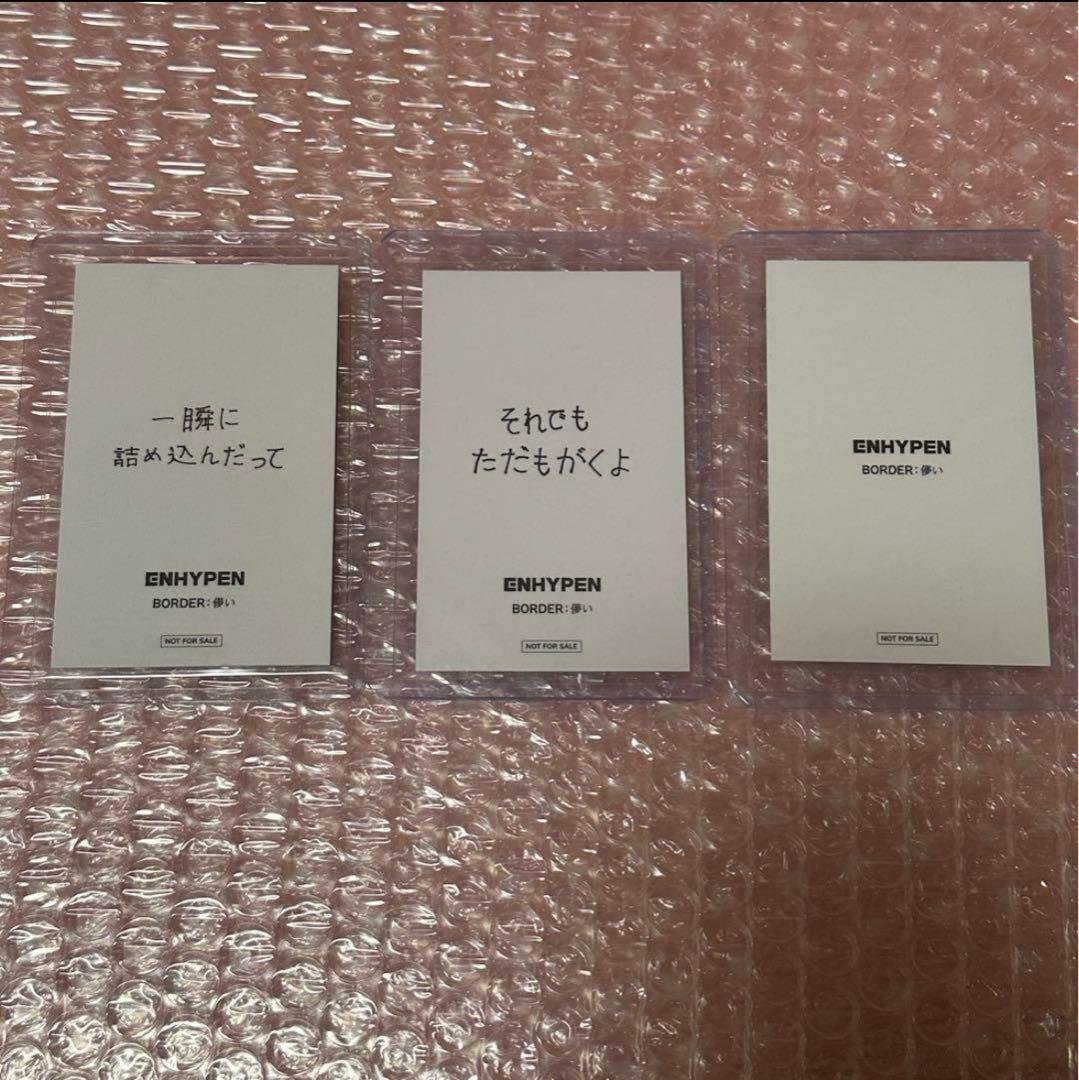 一瞬に
詰め込んだって
ENHYPEN
BORDER：儚い
NOT FOR SALE
それでも
ただもがくよ
ENHYPEN
BORDER：儚い
NOT FOR SALE
ENHYPEN
BORDER：儚い
NOT FOR SALE